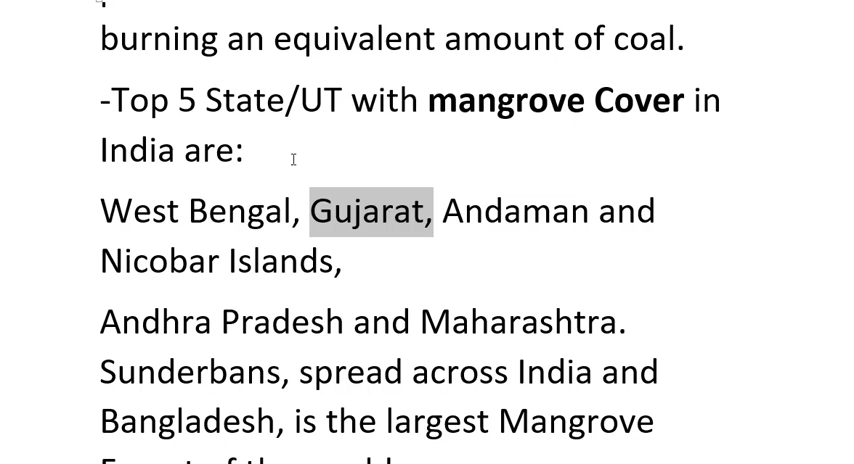 burning an equivalent amount of coal.
-Top 5 State/UT with mangrove Cover in
India are:
West Bengal, Gujarat, Andaman and
Nicobar Islands,
Andhra Pradesh and Maharashtra.
Sunderbans, spread across India and
Bangladesh, is the largest Mangrove